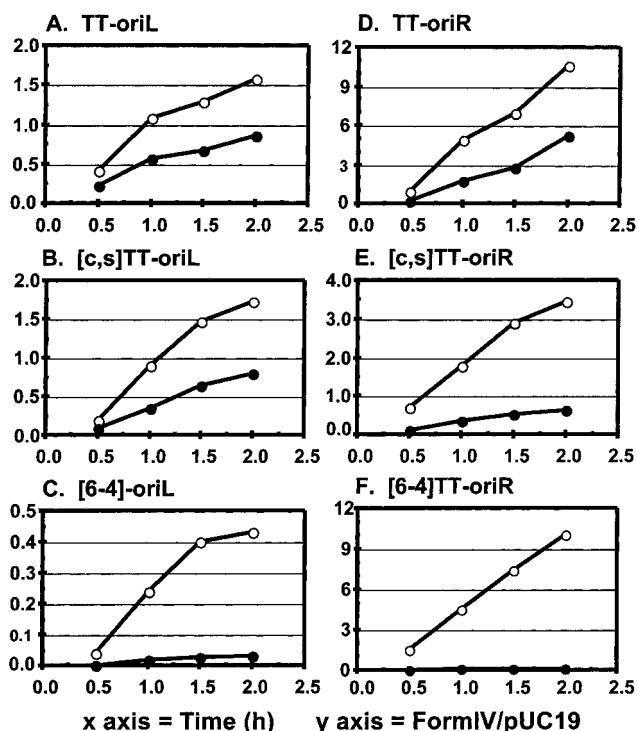 A. TT-oriL
2.0
1.5
1.0
0.5
0.0
0.0 0.5 1.0 1.5 2.0 2.5
B. [c,s]TT-oriL
2.0
1.5
1.0
0.5
0.0
0.0 0.5 1.0 1.5 2.0 2.5
C. [6-4]-oriL
0.5
0.4
0.3
0.2
0.1
0.0
0.0 0.5 1.0 1.5 2.0 2.5
D. TT-oriR
12
9
6
3
0
0.0 0.5 1.0 1.5 2.0 2.5
E. [c,s]TT-oriR
4.0
3.0
2.0
1.0
0.0
0.0 0.5 1.0 1.5 2.0 2.5
F. [6-4]TT-oriR
12
9
6
3
0
0.0 0.5 1.0 1.5 2.0 2.5
x axis = Time (h) y axis = FormIV/pUC19